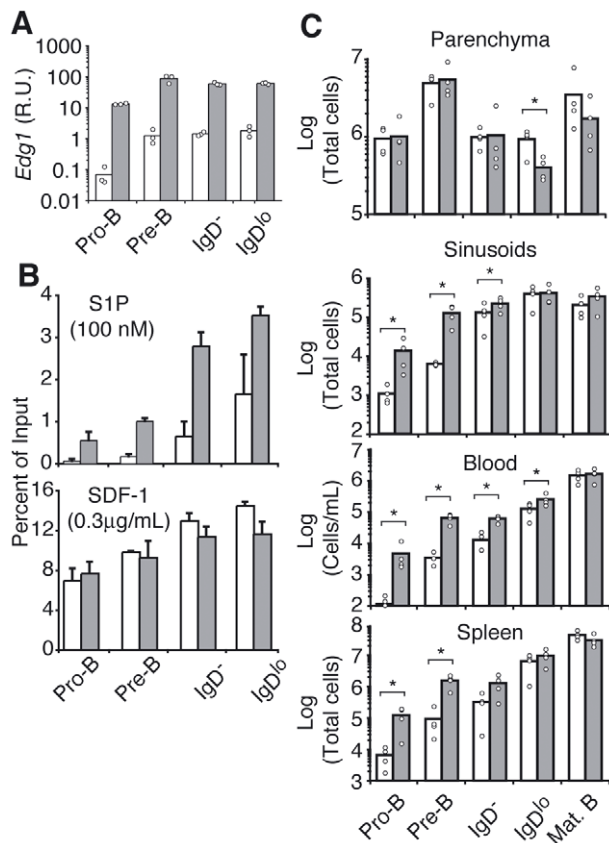 A
Edg1 (R.U.)
1000
100
10
1
0.1
0.01
Pro-B
Pre-B
IgD-
IgDlo
B
S1P
(100 nM)
4
3
2
1
0
Percent of Input
SDF-1
(0.3µg/mL)
16
12
8
4
0
Pro-B
Pre-B
IgD-
IgDlo
C
Parenchyma
Log
(Total cells)
7
6
5
*
Sinusoids
Log
(Total cells)
6
5
4
3
2
* * *
Blood
Log
(Cells/mL)
7
6
5
4
3
2
* * * *
Spleen
Log
(Total cells)
8
7
6
5
4
3
* *
Pro-B
Pre-B
IgD-
IgDlo
Mat. B